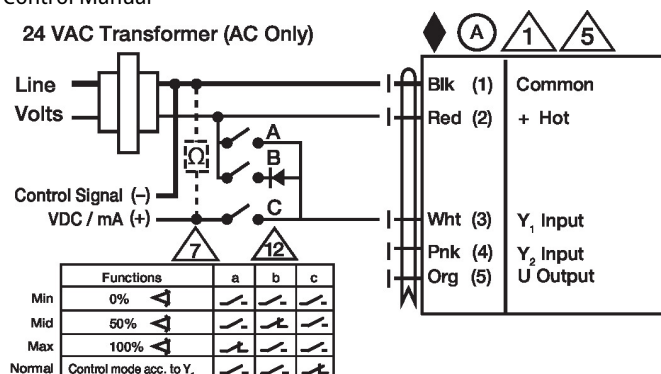 Control Manual
24 VAC Transformer (AC Only)
A 1 5
Line
Volts
Blk (1) Common
Red (2) + Hot
A
Ω
B
Control Signal (–)
VDC / mA (+)
C
Wht (3) Y1 Input
Pnk (4) Y2 Input
Org (5) U Output
7 12
Functions a b c
Min 0%
Mid 50%
Max 100%
Normal Control mode acc. to Y1